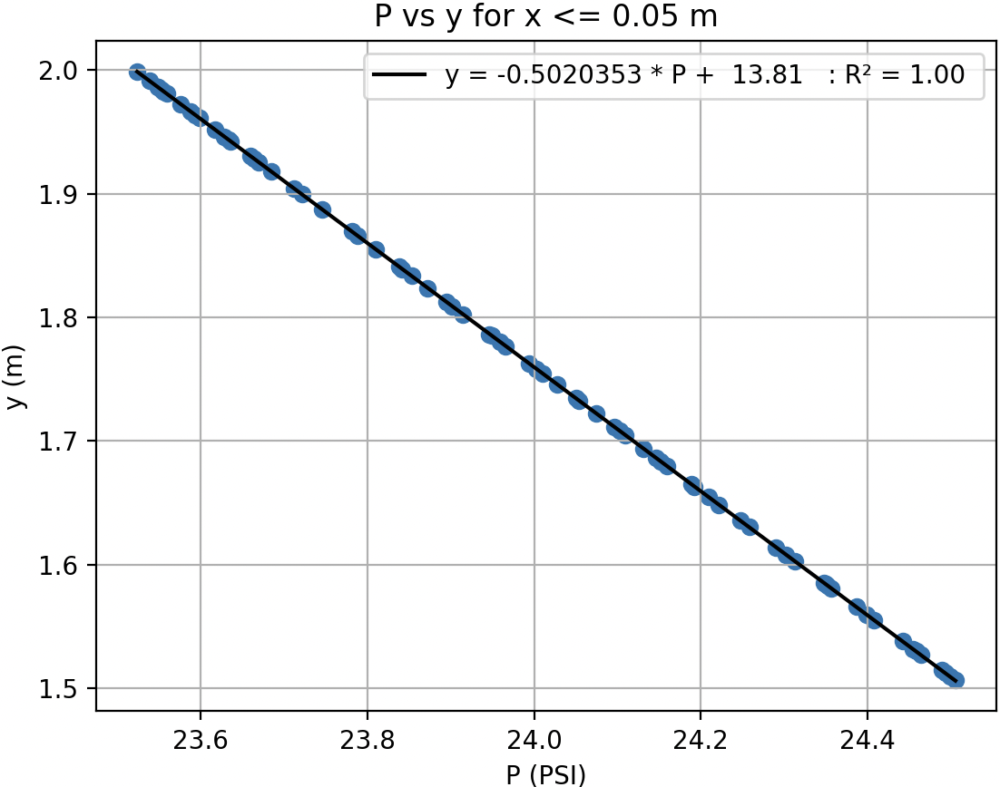 P vs y for x <= 0.05 m
y = -0.5020353 * P + 13.81 : R² = 1.00
2.0
1.9
1.8
1.7
1.6
1.5
y (m)
23.6 23.8 24.0 24.2 24.4
P (PSI)